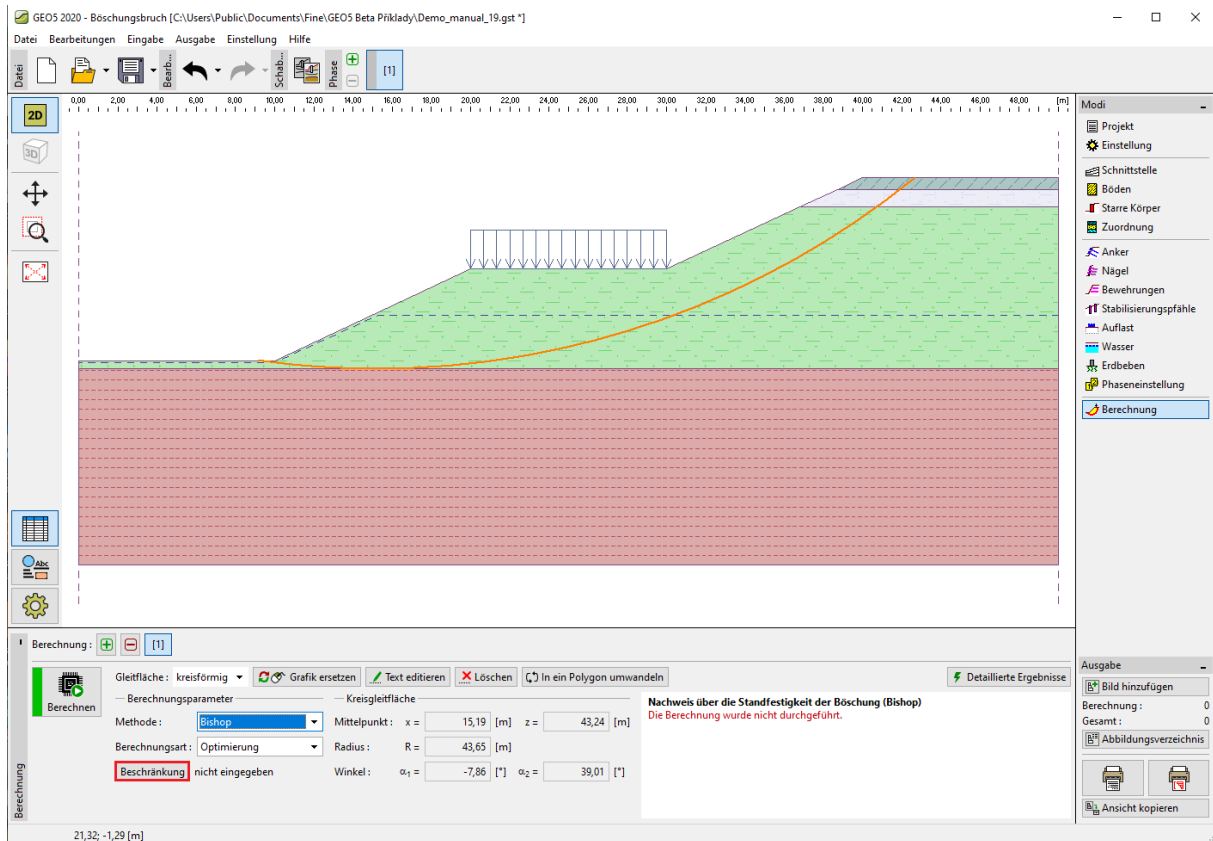 GEO5 2020 - Böschungsbruch [C:\Users\Public\Documents\Fine\GEO5 Beta Příklady\Demo_manual_19.gst *]
Datei Bearbeitungen Eingabe Ausgabe Einstellung Hilfe
Datei
Bearb...
Schab...
Phase
[1]
2D
3D
0,00 2,00 4,00 6,00 8,00 10,00 12,00 14,00 16,00 18,00 20,00 22,00 24,00 26,00 28,00 30,00 32,00 34,00 36,00 38,00 40,00 42,00 44,00 46,00 48,00 [m]
Abc
Modi
Projekt
Einstellung
Schnittstelle
Böden
Starre Körper
Zuordnung
Anker
Nägel
Bewehrungen
Stabilisierungspfähle
Auflast
Wasser
Erdbeben
Phaseneinstellung
Berechnung
Berechnung : [1]
Berechnung
Berechnen
Gleitfläche : kreisförmig Grafik ersetzen Text editieren Löschen In ein Polygon umwandeln Detaillierte Ergebnisse
Berechnungsparameter Kreisgleitfläche
Methode : Bishop Mittelpunkt : x = 15,19 [m] z = 43,24 [m]
Berechnungsart : Optimierung Radius : R = 43,65 [m]
Beschränkung nicht eingegeben Winkel : α1 = -7,86 [°] α2 = 39,01 [°]
Nachweis über die Standfestigkeit der Böschung (Bishop)
Die Berechnung wurde nicht durchgeführt.
Ausgabe
Bild hinzufügen
Berechnung : 0
Gesamt : 0
Abbildungsverzeichnis
Ansicht kopieren
21,32; -1,29 [m]